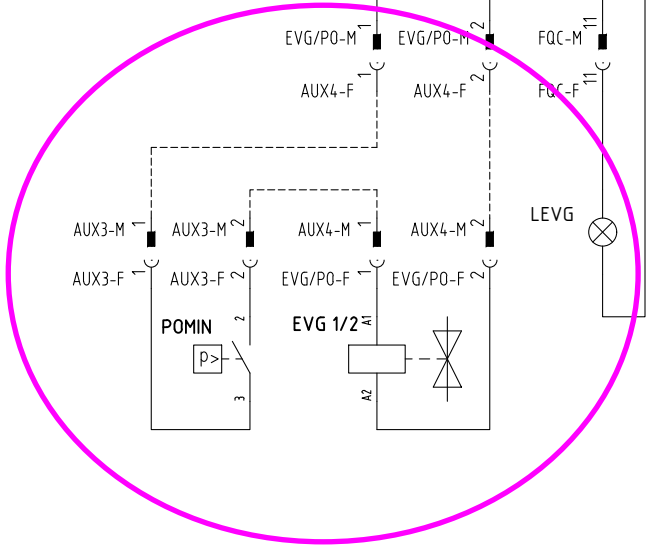 1 2 11
EVG/PO-M EVG/PO-M FQC-M
1 2 11
AUX4-F AUX4-F FQC-F
1 2 1 2
AUX3-M AUX3-M AUX4-M AUX4-M
LEVG
1 2 1 2
AUX3-F AUX3-F EVG/PO-F EVG/PO-F
POMIN 2 EVG 1/2 A1
P>
3 A2